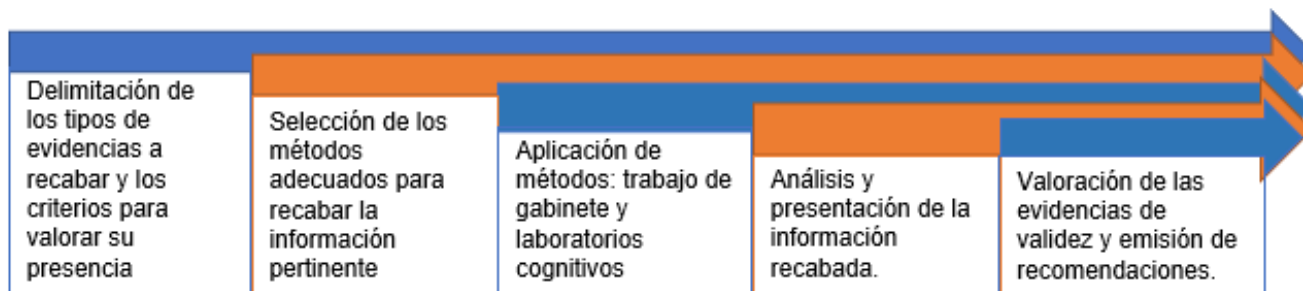 Delimitación de
los tipos de
evidencias a
recabar y los
criterios para
valorar su
presencia
Selección de los
métodos
adecuados para
recabar la
información
pertinente
Aplicación de
métodos: trabajo de
gabinete y
laboratorios
cognitivos
Análisis y
presentación de la
información
recabada.
Valoración de las
evidencias de
validez y emisión de
recomendaciones.